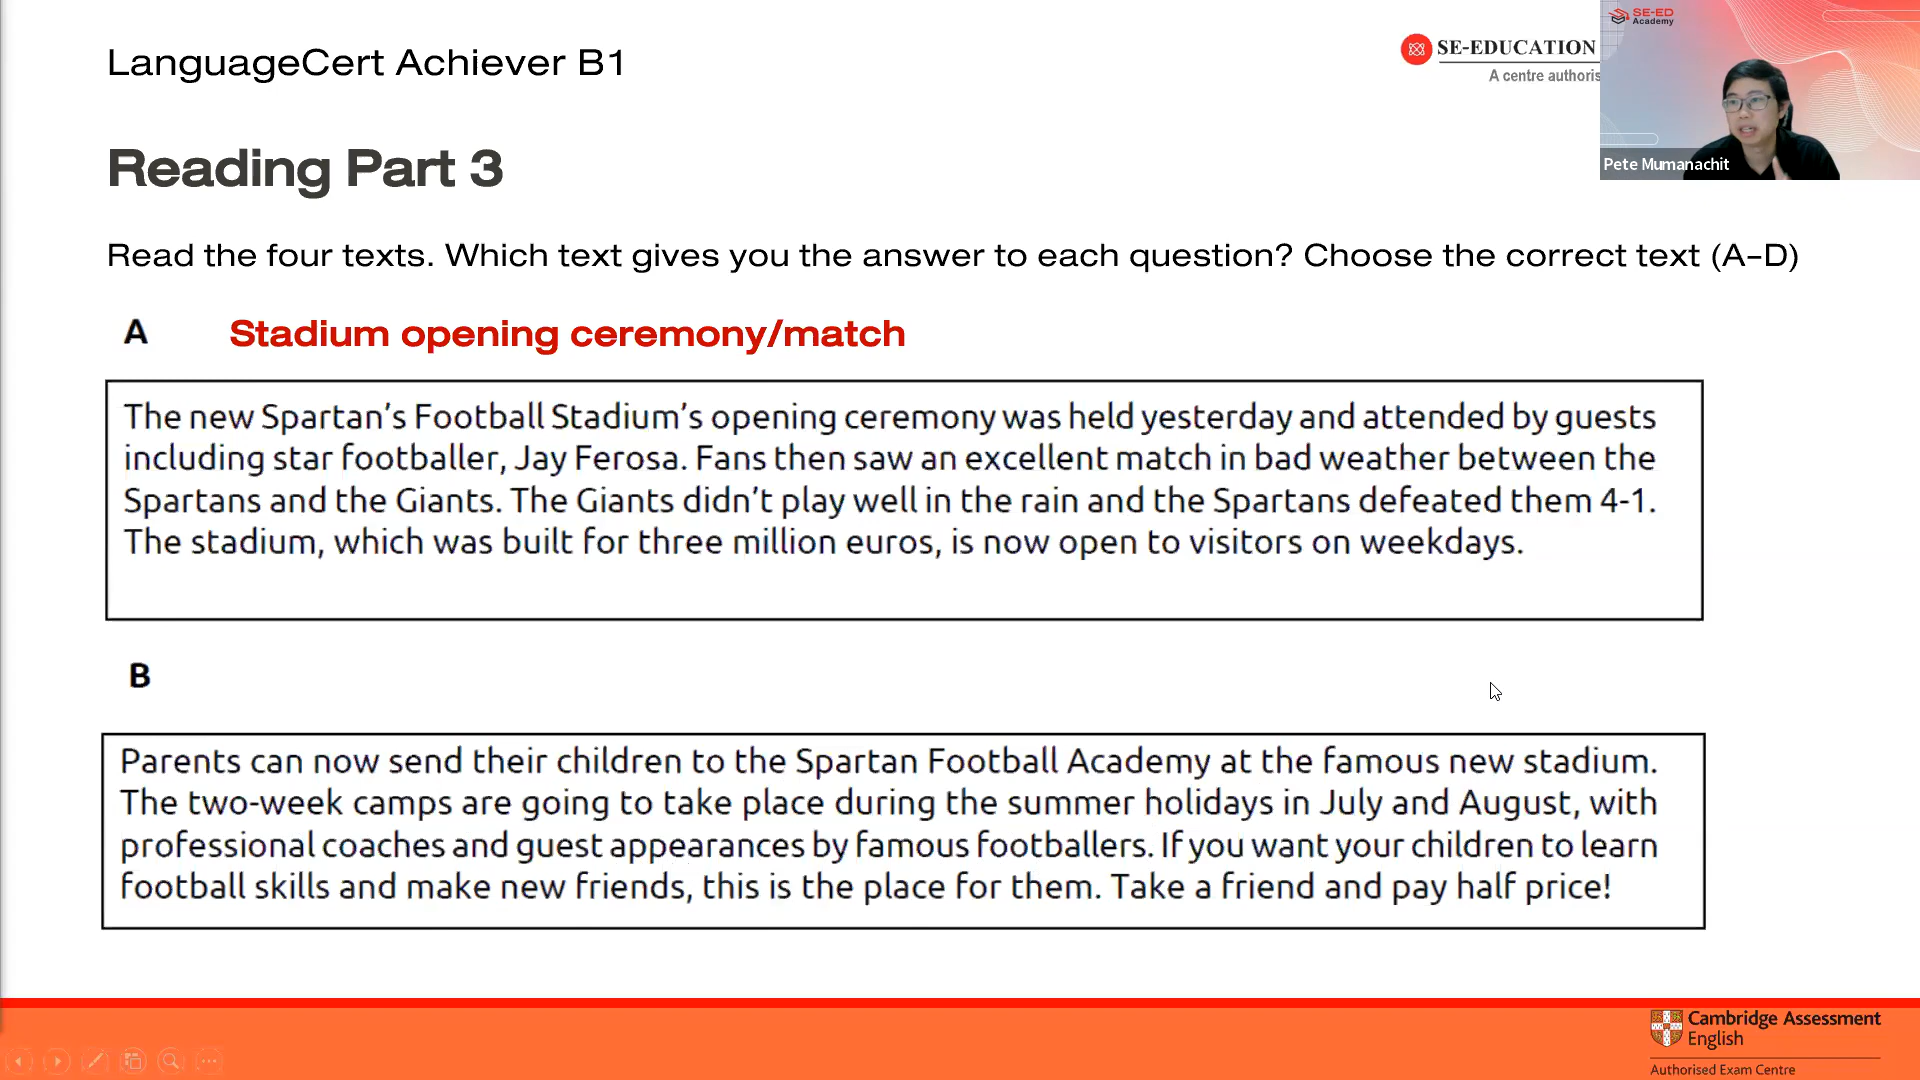 LanguageCert Achiever B1
SE-EDUCATION
A centre authoris
SE-ED
Academy
Pete Mumanachit
Reading Part 3
Read the four texts. Which text gives you the answer to each question? Choose the correct text (A–D)
A
Stadium opening ceremony/match
The new Spartan’s Football Stadium’s opening ceremony was held yesterday and attended by guests
including star footballer, Jay Ferosa. Fans then saw an excellent match in bad weather between the
Spartans and the Giants. The Giants didn’t play well in the rain and the Spartans defeated them 4-1.
The stadium, which was built for three million euros, is now open to visitors on weekdays.
B
Parents can now send their children to the Spartan Football Academy at the famous new stadium.
The two-week camps are going to take place during the summer holidays in July and August, with
professional coaches and guest appearances by famous footballers. If you want your children to learn
football skills and make new friends, this is the place for them. Take a friend and pay half price!
Cambridge Assessment
English
Authorised Exam Centre